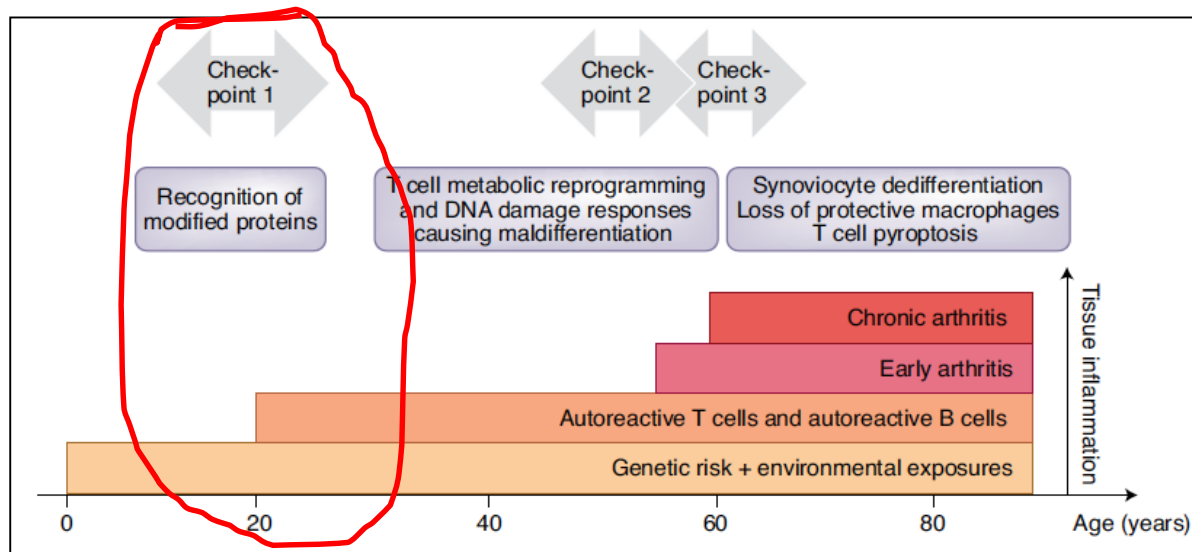 Check-
point 1
Check-
point 2
Check-
point 3
Recognition of
modified proteins
T cell metabolic reprogramming
and DNA damage responses
causing maldifferentiation
Synoviocyte dedifferentiation
Loss of protective macrophages
T cell pyroptosis
Chronic arthritis
Early arthritis
Autoreactive T cells and autoreactive B cells
Genetic risk + environmental exposures
Tissue inflammation
0
20
40
60
80
Age (years)